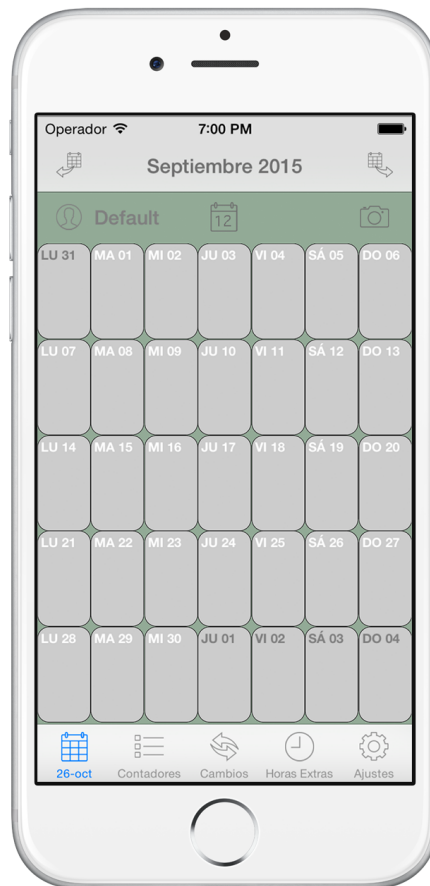 Operador 7:00 PM
Septiembre 2015
Default 12
LU 31 MA 01 MI 02 JU 03 VI 04 SÁ 05 DO 06
LU 07 MA 08 MI 09 JU 10 VI 11 SÁ 12 DO 13
LU 14 MA 15 MI 16 JU 17 VI 18 SÁ 19 DO 20
LU 21 MA 22 MI 23 JU 24 VI 25 SÁ 26 DO 27
LU 28 MA 29 MI 30 JU 01 VI 02 SÁ 03 DO 04
26-oct Contadores Cambios Horas Extras Ajustes